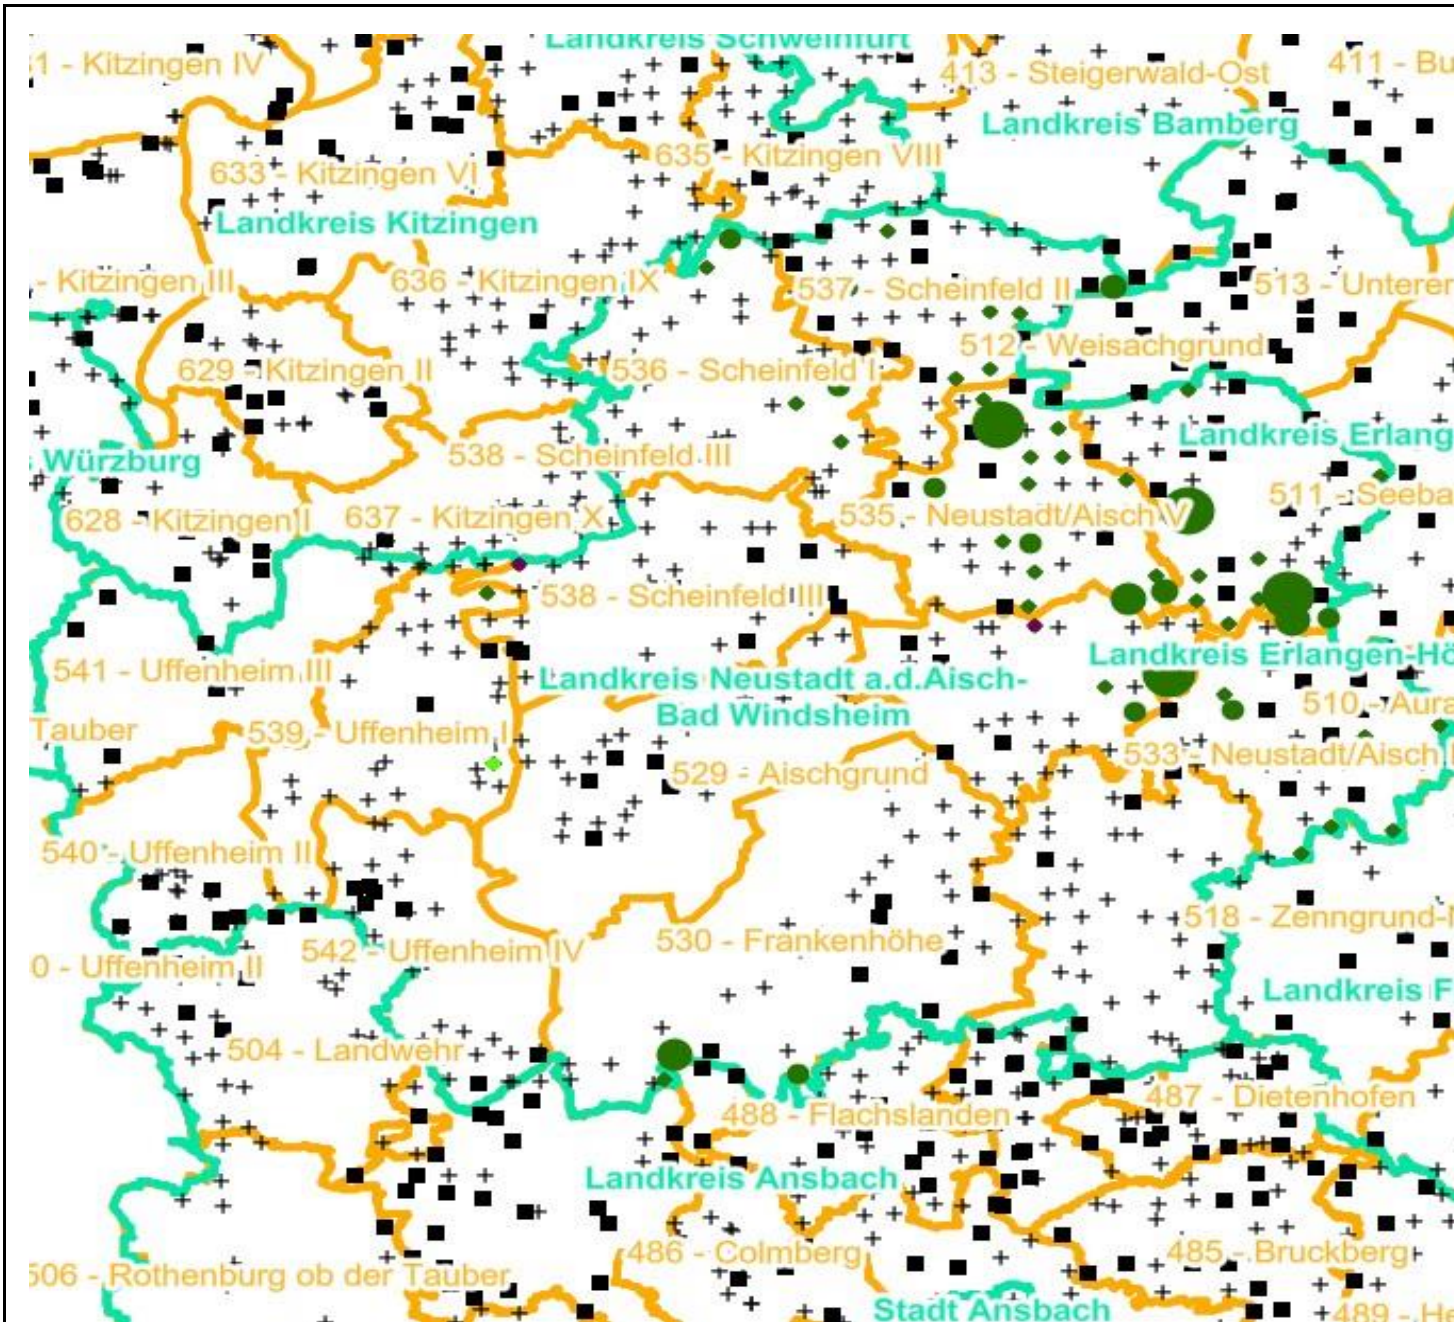 Landkreis Schweinfurt
1 - Kitzingen IV
413 - Steigerwald-Ost
411 - Bu
Landkreis Bamberg
635 - Kitzingen VIII
633 - Kitzingen VI
Landkreis Kitzingen
- Kitzingen III
636 - Kitzingen IX
537 - Scheinfeld II
513 - Unterer
512 - Weisachgrund
629 - Kitzingen II
536 - Scheinfeld I
Landkreis Erlang
s Würzburg
538 - Scheinfeld III
511 - Seeba
628 - Kitzingen I
637 - Kitzingen X
535 - Neustadt/Aisch V
538 - Scheinfeld III
Landkreis Erlangen-Hö
541 - Uffenheim III
Landkreis Neustadt a.d.Aisch-
Bad Windsheim
510 - Aura
Tauber
539 - Uffenheim I
533 - Neustadt/Aisch
529 - Aischgrund
540 - Uffenheim II
518 - Zenngrund-
530 - Frankenhöhe
542 - Uffenheim IV
0 - Uffenheim II
Landkreis F
504 - Landwehr
487 - Dietenhofen
488 - Flachslanden
Landkreis Ansbach
486 - Colmberg
485 - Bruckberg
506 - Rothenburg ob der Tauber
Stadt Ansbach
489 - He